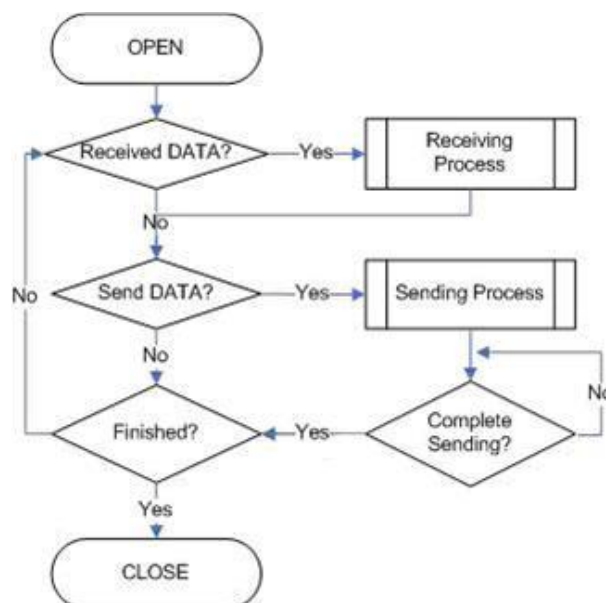 OPEN
Received DATA?
Yes
Receiving
Process
No
Send DATA?
Yes
Sending Process
No
No
Finished?
Yes
Complete
Sending?
No
Yes
CLOSE